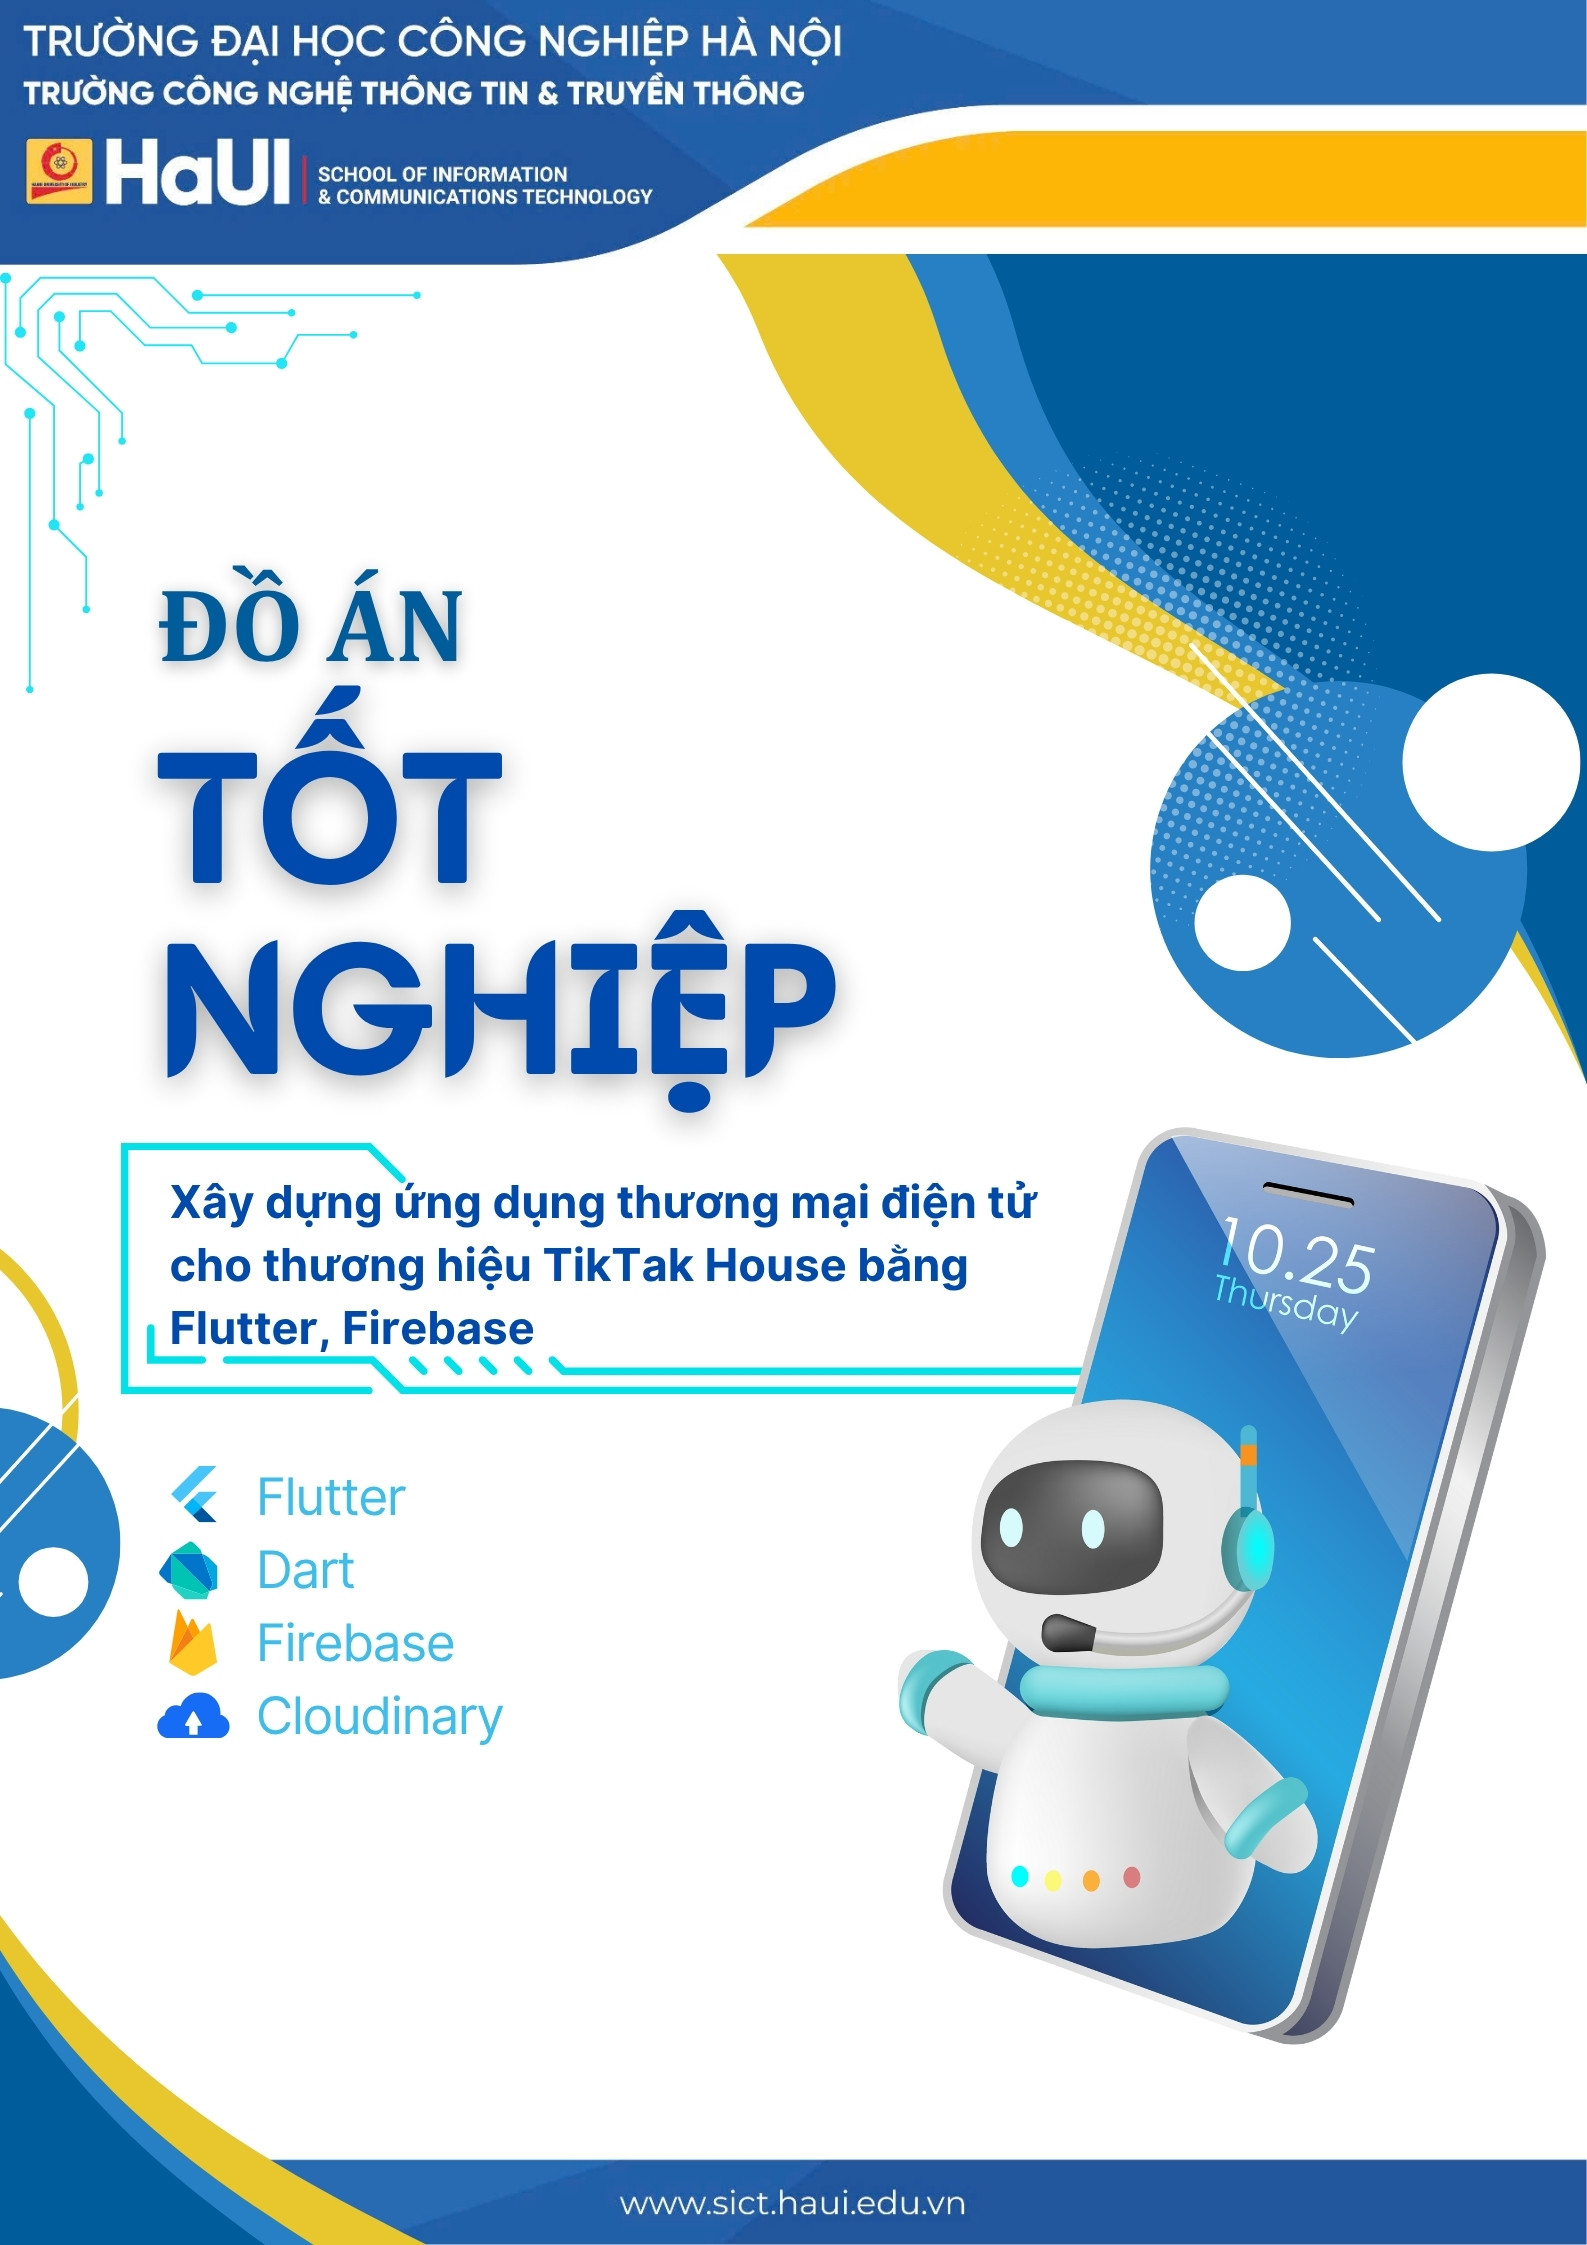 TRƯỜNG ĐẠI HỌC CÔNG NGHIỆP HÀ NỘI
TRƯỜNG CÔNG NGHỆ THÔNG TIN & TRUYỀN THÔNG
HaUI
SCHOOL OF INFORMATION
& COMMUNICATIONS TECHNOLOGY
ĐỒ ÁN
TỐT
NGHIỆP
Xây dựng ứng dụng thương mại điện tử
cho thương hiệu TikTak House bằng
Flutter, Firebase
10.25
Thursday
Flutter
Dart
Firebase
Cloudinary
www.sict.haui.edu.vn